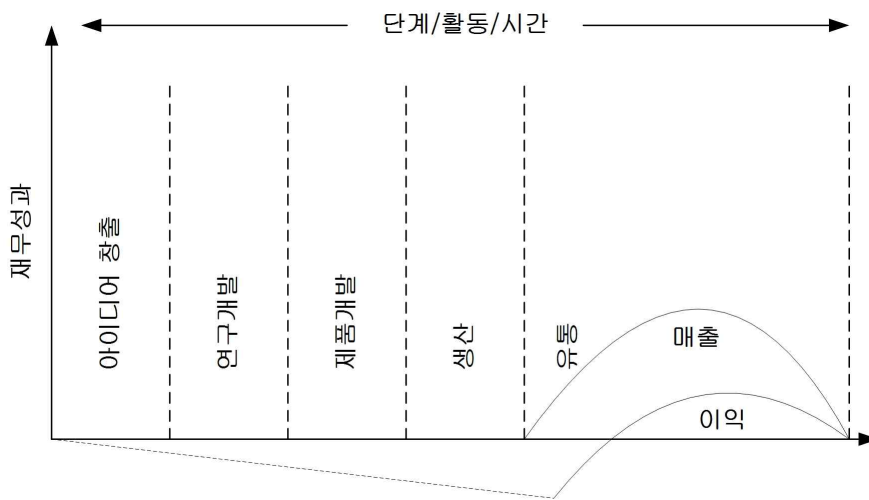 단계/활동/시간
재무성과
아이디어 창출
연구개발
제품개발
생산
유통
매출
이익